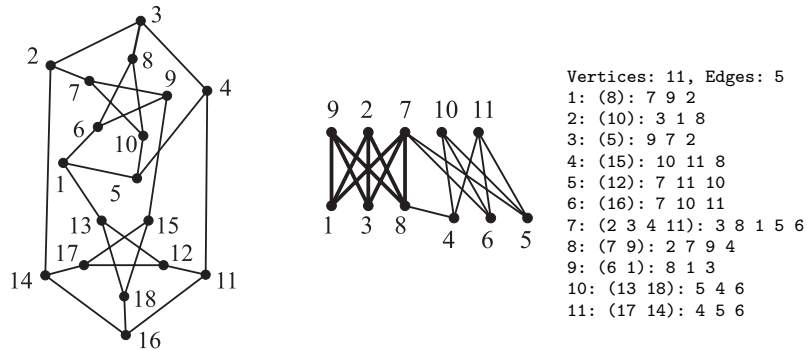 3
2
8
4
7
9
6
10
1
5
13
15
17
12
14
11
18
16
9 2 7 10 11
1 3 8 4 6 5
Vertices: 11, Edges: 5
1: (8): 7 9 2
2: (10): 3 1 8
3: (5): 9 7 2
4: (15): 10 11 8
5: (12): 7 11 10
6: (16): 7 10 11
7: (2 3 4 11): 3 8 1 5 6
8: (7 9): 2 7 9 4
9: (6 1): 8 1 3
10: (13 18): 5 4 6
11: (17 14): 4 5 6